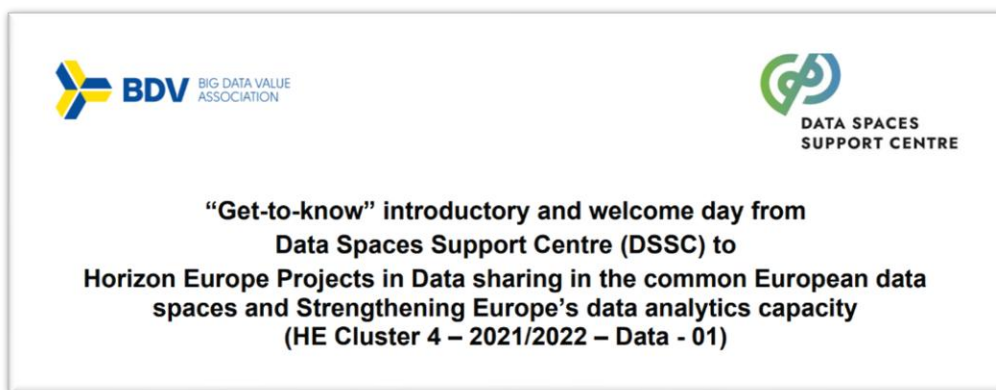 BDV BIG DATA VALUE
ASSOCIATION
DATA SPACES
SUPPORT CENTRE
“Get-to-know” introductory and welcome day from
Data Spaces Support Centre (DSSC) to
Horizon Europe Projects in Data sharing in the common European data
spaces and Strengthening Europe’s data analytics capacity
(HE Cluster 4 – 2021/2022 – Data - 01)